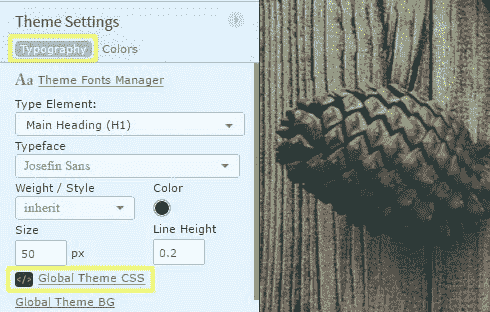 Theme Settings
Typography Colors
Aa Theme Fonts Manager
Type Element:
Main Heading (H1)
Typeface
Josefin Sans
Weight / Style Color
inherit
Size Line Height
50 px 0.2
</> Global Theme CSS
Global Theme BG